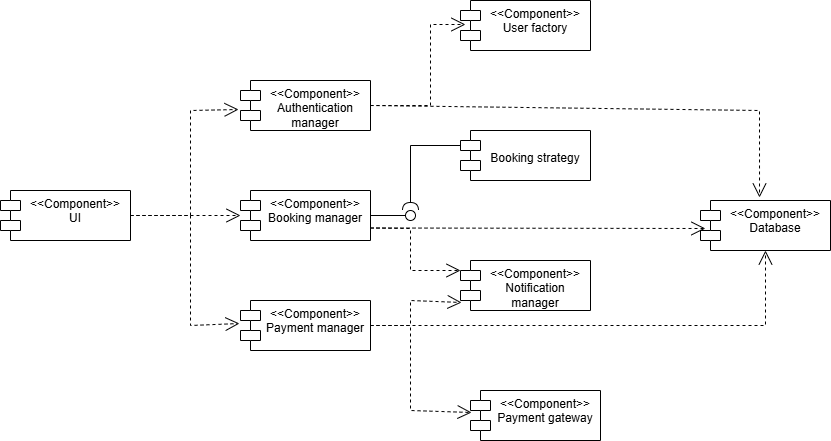 <<Component>>
User factory
<<Component>>
Authentication
manager
Booking strategy
<<Component>>
UI
<<Component>>
Booking manager
<<Component>>
Database
<<Component>>
Notification
manager
<<Component>>
Payment manager
<<Component>>
Payment gateway